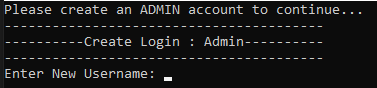 Please create an ADMIN account to continue...
----------------------------------------
----------Create Login : Admin----------
----------------------------------------
Enter New Username: